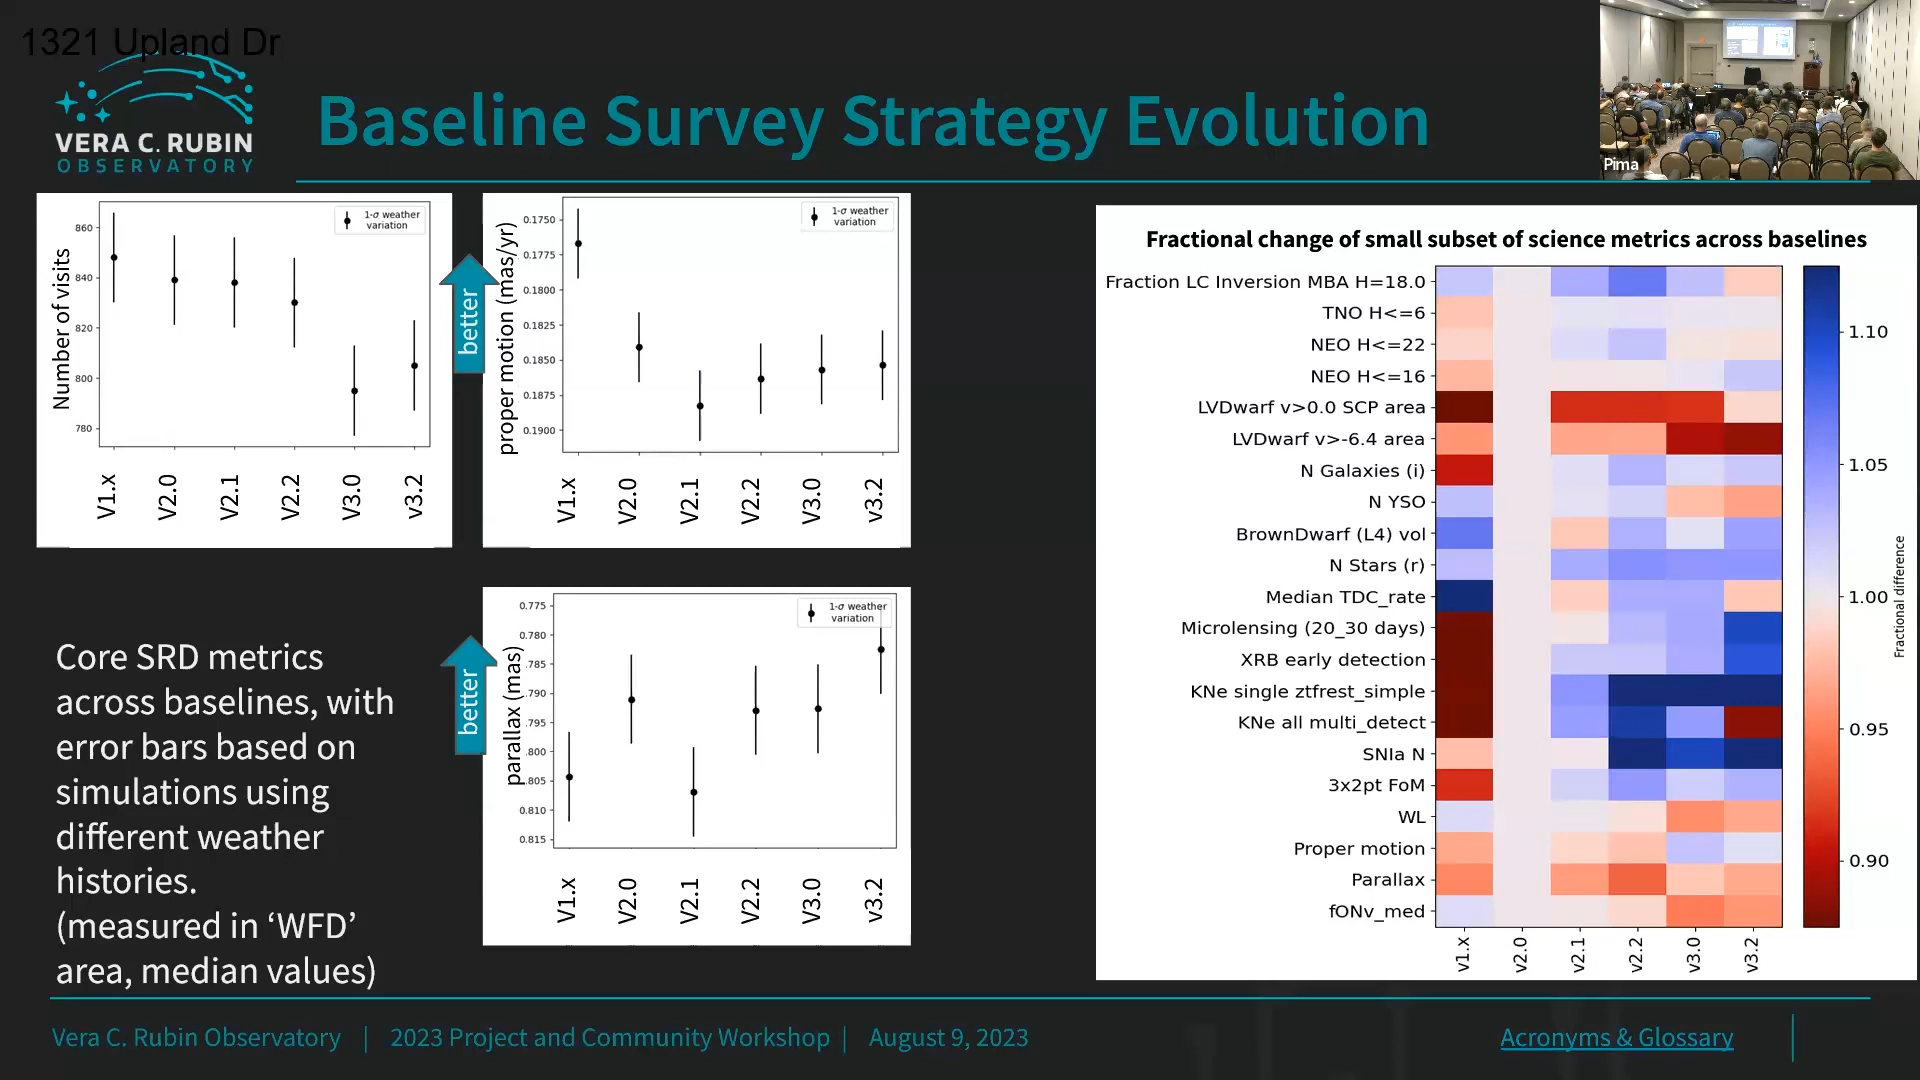 1321 Upland Dr
VERA C. RUBIN
OBSERVATORY
Baseline Survey Strategy Evolution
Pima
Number of visits
860
840
820
800
780
1-σ weather
variation
V1.x
V2.0
V2.1
V2.2
V3.0
v3.2
better
proper motion (mas/yr)
0.1750
0.1775
0.1800
0.1825
0.1850
0.1875
0.1900
1-σ weather
variation
V1.x
V2.0
V2.1
V2.2
V3.0
v3.2
Core SRD metrics
across baselines, with
error bars based on
simulations using
different weather
histories.
(measured in ‘WFD’
area, median values)
better
parallax (mas)
0.775
0.780
.785
.790
.795
.800
.805
0.810
0.815
1-σ weather
variation
V1.x
V2.0
V2.1
V2.2
V3.0
v3.2
Fractional change of small subset of science metrics across baselines
Fraction LC Inversion MBA H=18.0
TNO H<=6
NEO H<=22
NEO H<=16
LVDwarf v>0.0 SCP area
LVDwarf v>-6.4 area
N Galaxies (i)
N YSO
BrownDwarf (L4) vol
N Stars (r)
Median TDC_rate
Microlensing (20_30 days)
XRB early detection
KNe single ztfrest_simple
KNe all multi_detect
SNIa N
3x2pt FoM
WL
Proper motion
Parallax
fONv_med
v1.x
v2.0
v2.1
v2.2
v3.0
v3.2
1.10
1.05
1.00
0.95
0.90
Fractional difference
Vera C. Rubin Observatory | 2023 Project and Community Workshop | August 9, 2023
Acronyms & Glossary